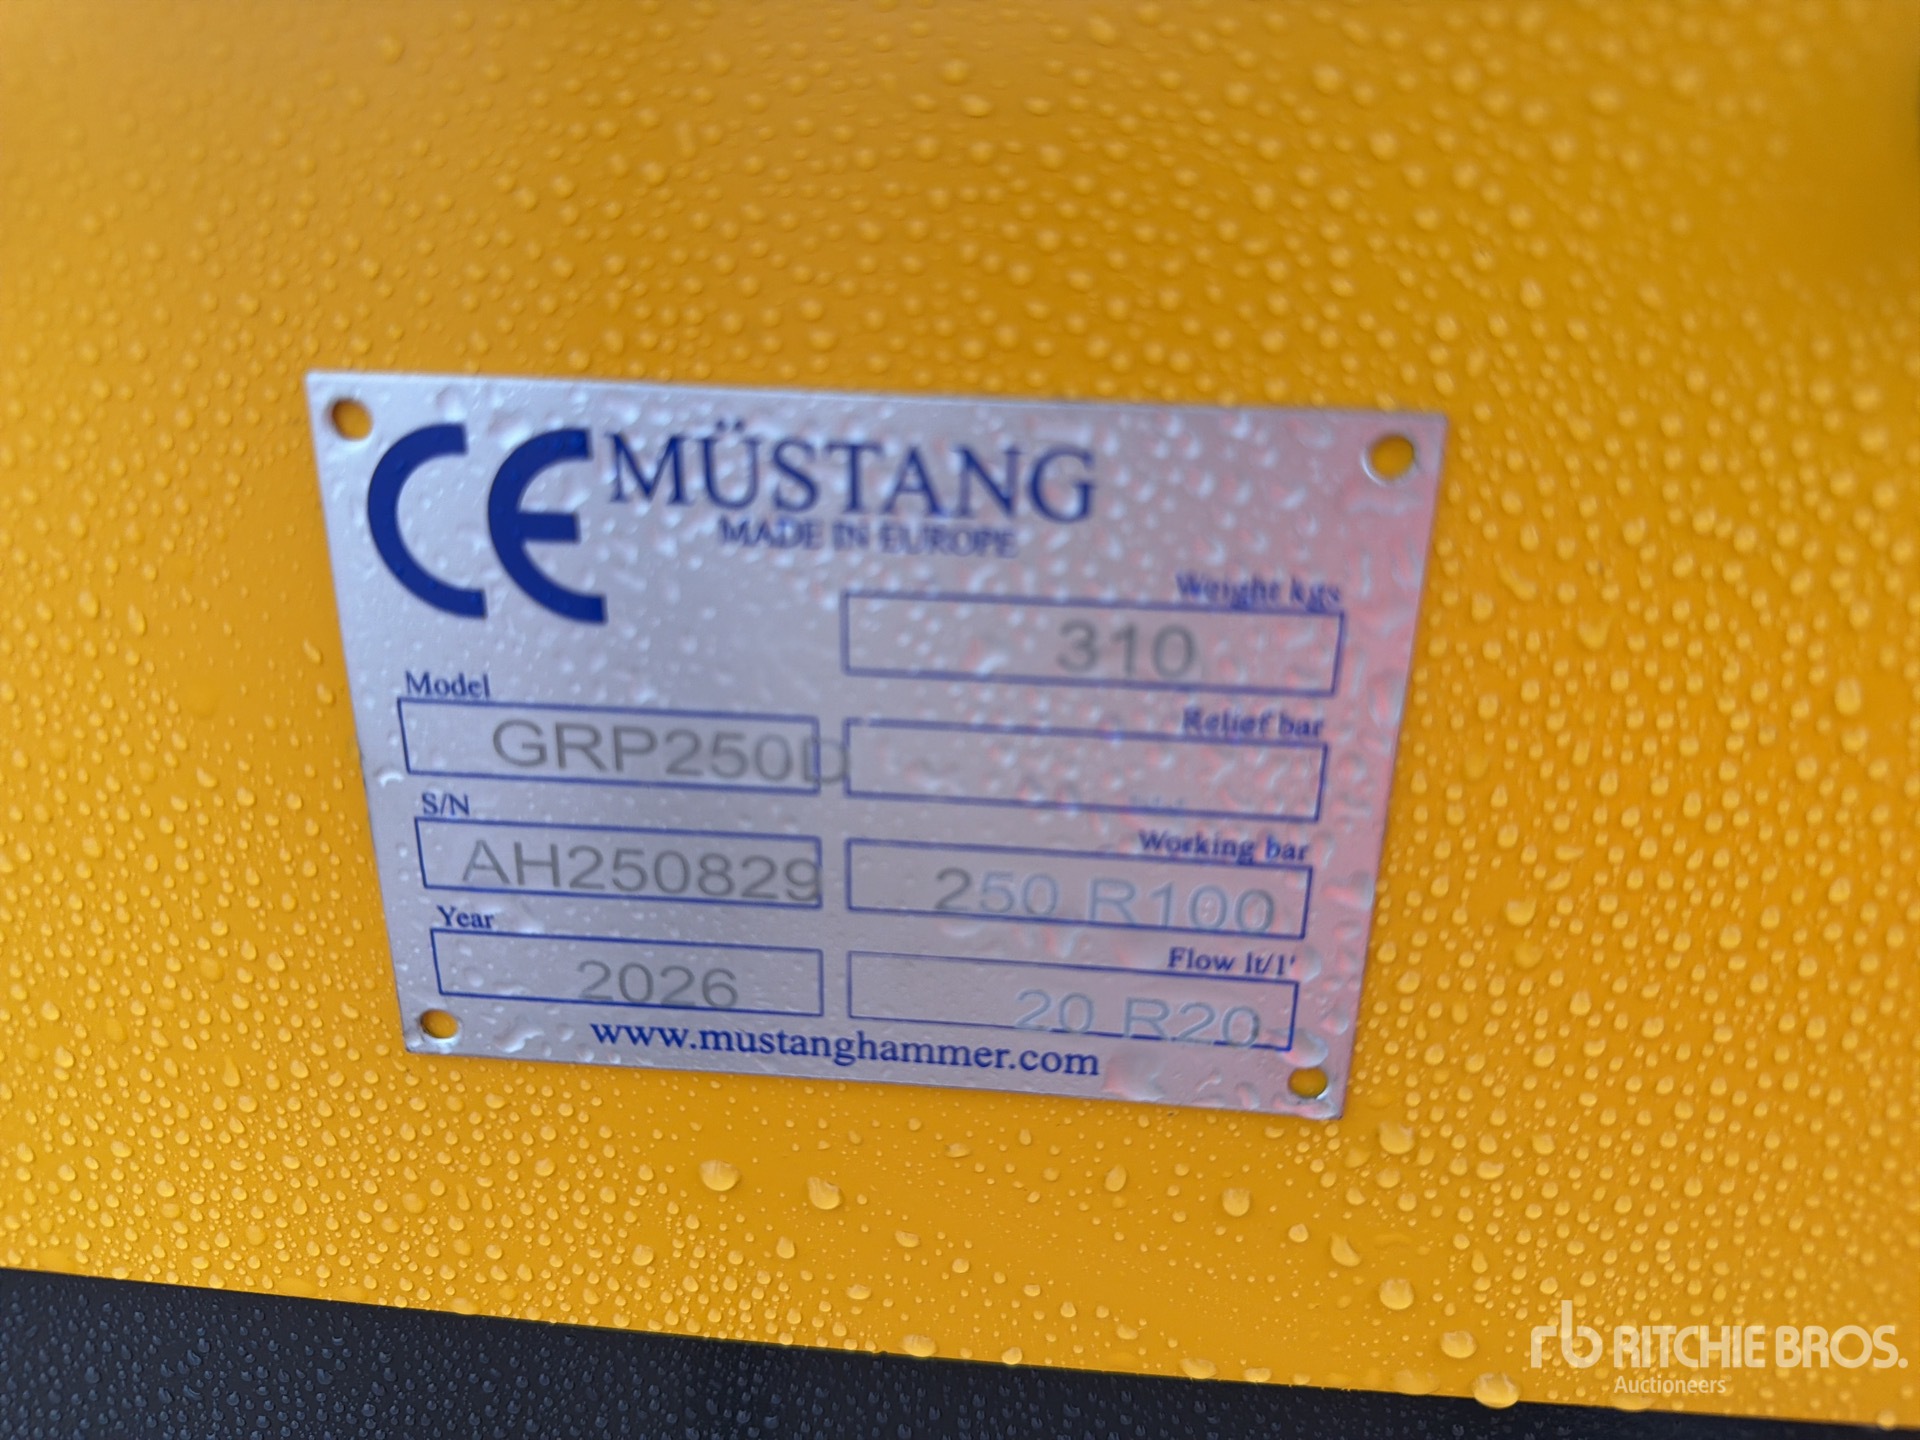 CE MÜSTANG
MADE IN EUROPE
Weight kgs
310
Model
GRP250D
Relief bar
S/N
AH250829
Working bar
250 R100
Year
2026
Flow lt/1'
20 R20
www.mustanghammer.com
rb RITCHIE BROS.
Auctioneers